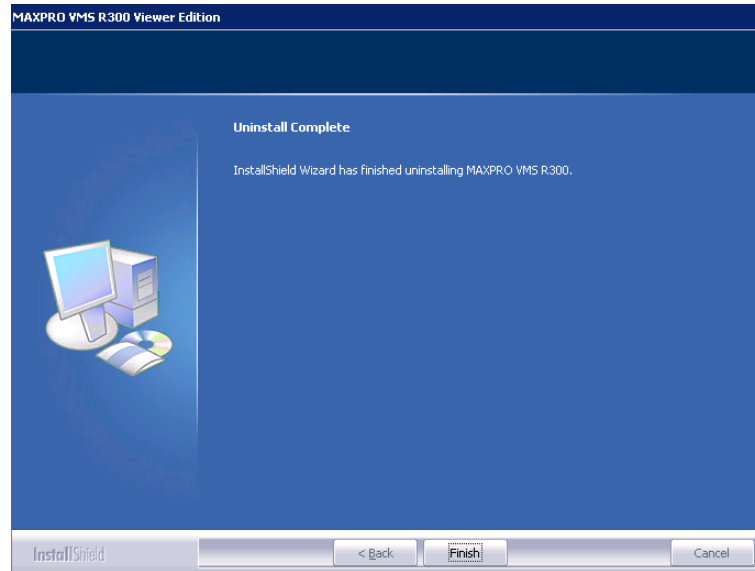 MAXPRO VMS R300 Viewer Edition
Uninstall Complete
InstallShield Wizard has finished uninstalling MAXPRO VMS R300.
InstallShield
< Back
Finish
Cancel